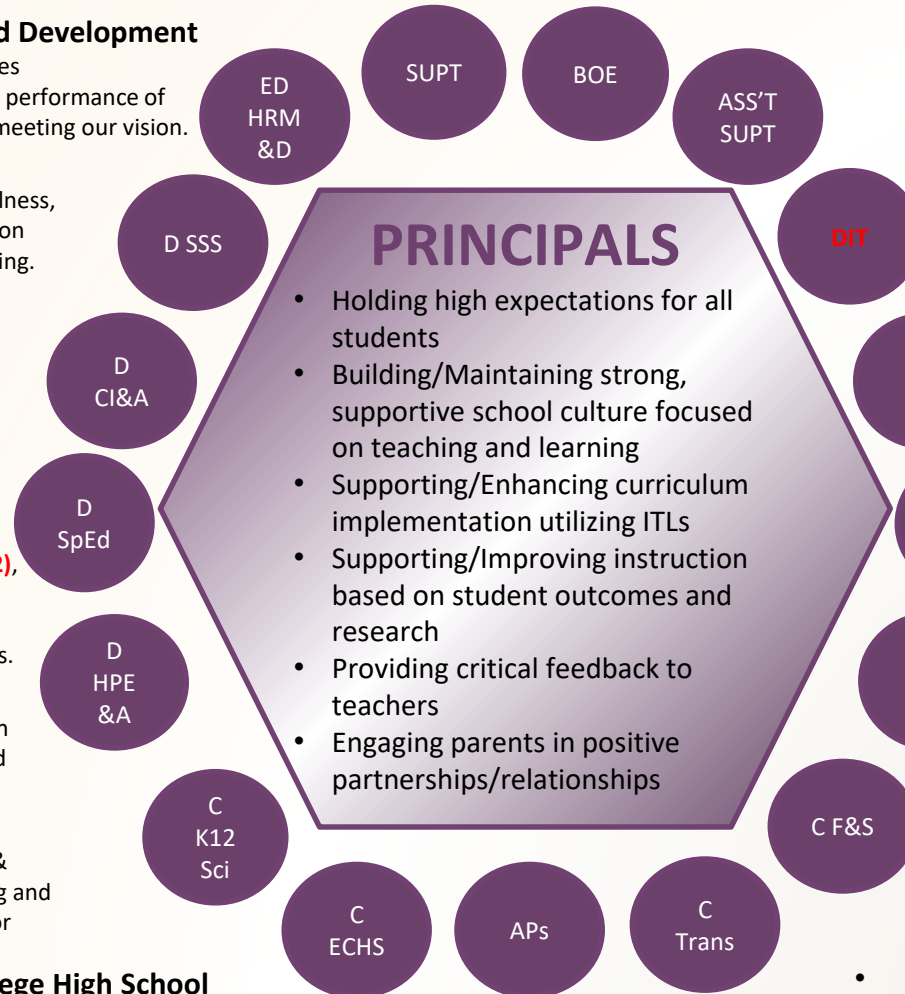 d Development
es
performance of
meeting our vision.
lness,
on
ing.
2),
s.
n
d
&
g and
or
lege High School
SUPT
BOE
ED
HRM
&D
ASS’T
SUPT
D SSS
DIT
D
CI&A
D
SpEd
D
HPE
&A
C
K12
Sci
C
ECHS
APs
C
Trans
C F&S
PRINCIPALS
• Holding high expectations for all
students
• Building/Maintaining strong,
supportive school culture focused
on teaching and learning
• Supporting/Enhancing curriculum
implementation utilizing ITLs
• Supporting/Improving instruction
based on student outcomes and
research
• Providing critical feedback to
teachers
• Engaging parents in positive
partnerships/relationships
•